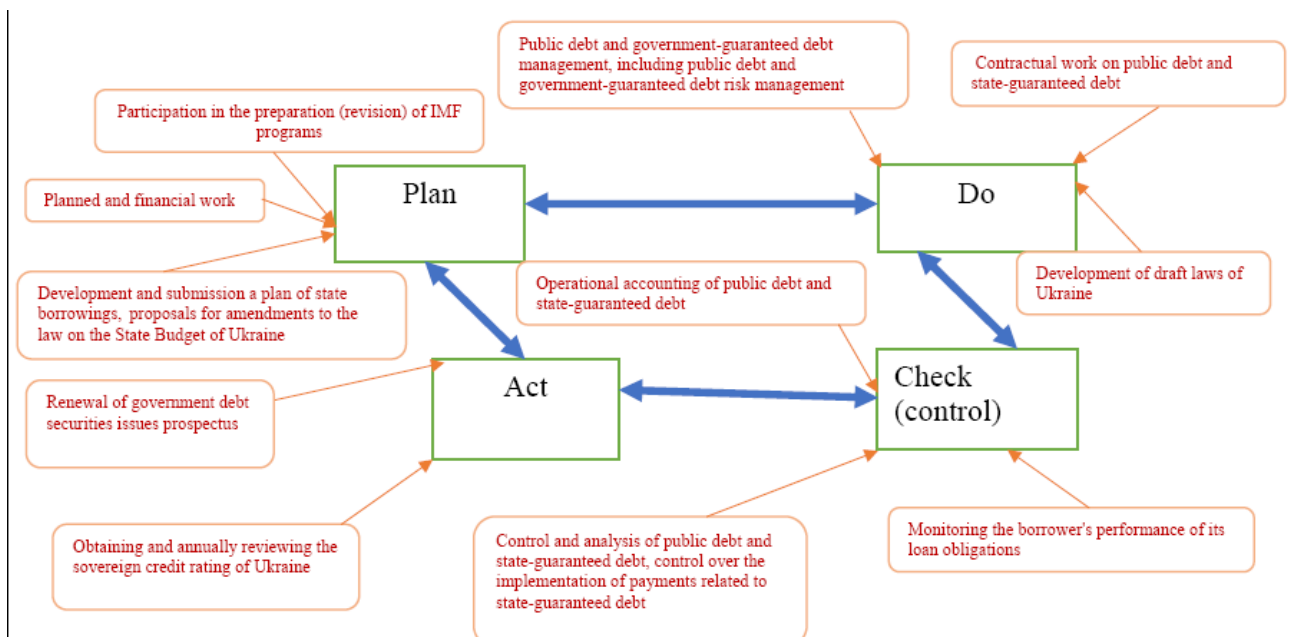 Public debt and government-guaranteed debt
management, including public debt and
government-guaranteed debt risk management
Contractual work on public debt and
state-guaranteed debt
Participation in the preparation (revision) of IMF
programs
Planned and financial work
Plan
Do
Development and submission a plan of state
borrowings, proposals for amendments to the
law on the State Budget of Ukraine
Operational accounting of public debt and
state-guaranteed debt
Development of draft laws of
Ukraine
Renewal of government debt
securities issues prospectus
Act
Check
(control)
Obtaining and annually reviewing the
sovereign credit rating of Ukraine
Control and analysis of public debt and
state-guaranteed debt, control over the
implementation of payments related to
state-guaranteed debt
Monitoring the borrower's performance of its
loan obligations